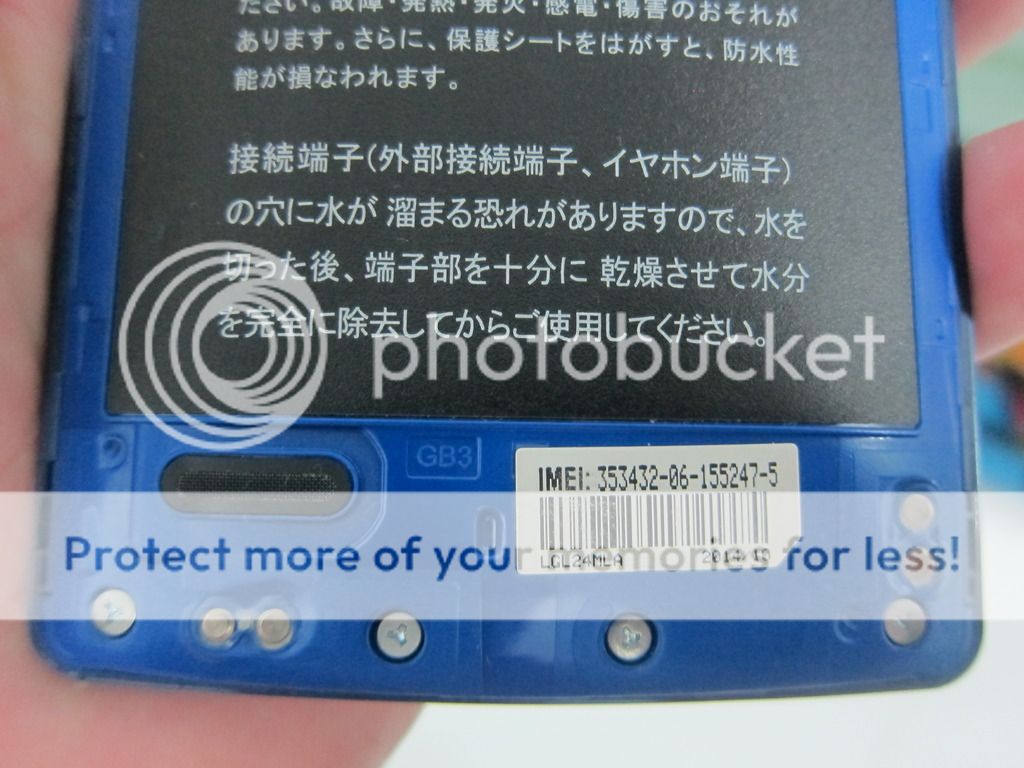 ださい。故障・発熱・発火・感電・傷害のおそれが
あります。さらに、保護シートをはがすと、防水性
能が損なわれます。
接続端子(外部接続端子、イヤホン端子)
の穴に水が 溜まる恐れがありますので、水を
切った後、端子部を十分に 乾燥させて水分
を完全に除去してからご使用してください。
photobucket
GB3
IMEI: 353432-06-155247-5
Protect more of your memories for less!
LGL24MLA 2014/10